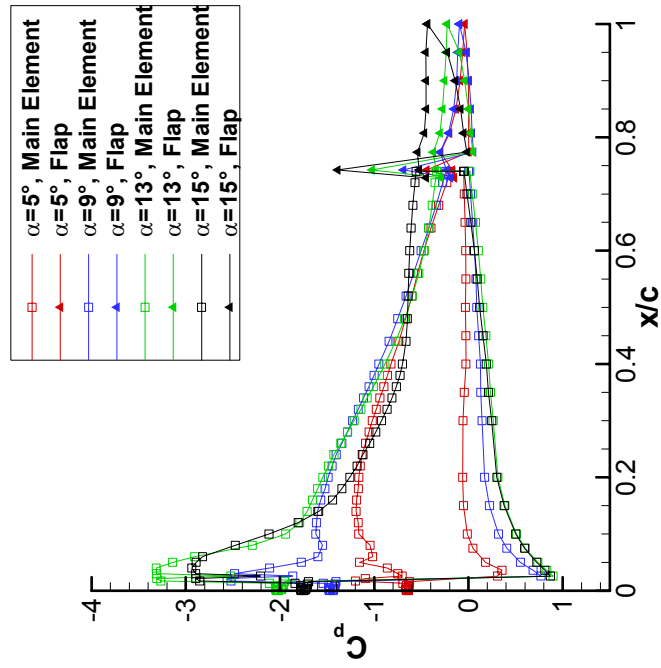 α=5°, Main Element
α=5°, Flap
α=9°, Main Element
α=9°, Flap
α=13°, Main Element
α=13°, Flap
α=15°, Main Element
α=15°, Flap
-4
-3
-2
-1
0
1
Cp
0
0.2
0.4
0.6
0.8
1
x/c